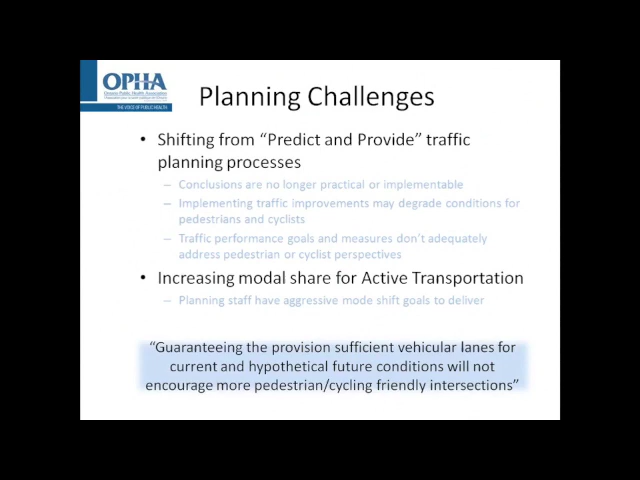 OPHA
Ontario Public Health Association
THE VOICE OF PUBLIC HEALTH
Planning Challenges
• Shifting from “Predict and Provide” traffic
planning processes
– Conclusions are no longer practical or implementable
– Implementing traffic improvements may degrade conditions for
pedestrians and cyclists
– Traffic performance goals and measures don’t adequately
address pedestrian or cyclist perspectives
• Increasing modal share for Active Transportation
– Planning staff have aggressive mode shift goals to deliver
“Guaranteeing the provision sufficient vehicular lanes for
current and hypothetical future conditions will not
encourage more pedestrian/cycling friendly intersections”